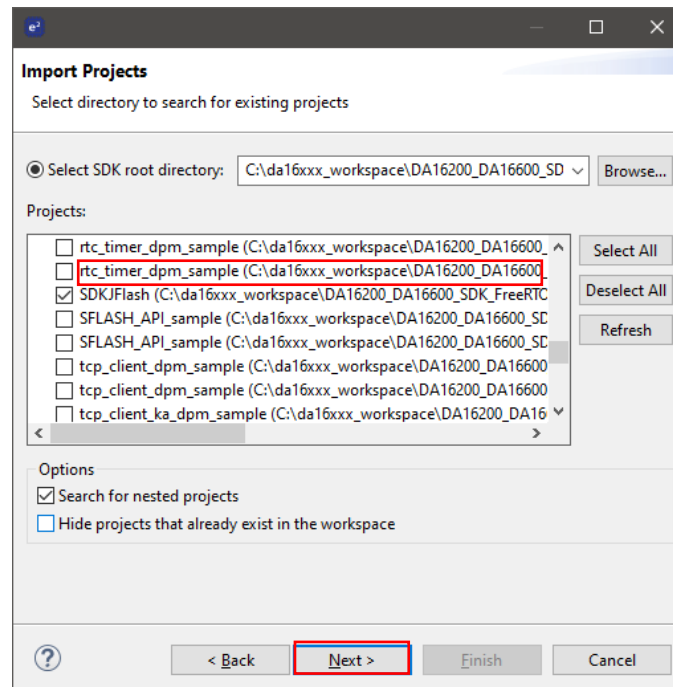 e²
Import Projects
Select directory to search for existing projects
Select SDK root directory: C:\da16xxx_workspace\DA16200_DA16600_SD Browse...
Projects:
rtc_timer_dpm_sample (C:\da16xxx_workspace\DA16200_DA16600_
Select All
rtc_timer_dpm_sample (C:\da16xxx_workspace\DA16200_DA16600_
SDKJFlash (C:\da16xxx_workspace\DA16200_DA16600_SDK_FreeRTO
Deselect All
SFLASH_API_sample (C:\da16xxx_workspace\DA16200_DA16600_SD
SFLASH_API_sample (C:\da16xxx_workspace\DA16200_DA16600_SD
Refresh
tcp_client_dpm_sample (C:\da16xxx_workspace\DA16200_DA16600
tcp_client_dpm_sample (C:\da16xxx_workspace\DA16200_DA16600
tcp_client_ka_dpm_sample (C:\da16xxx_workspace\DA16200_DA16
Options
Search for nested projects
Hide projects that already exist in the workspace
? < Back Next > Finish Cancel